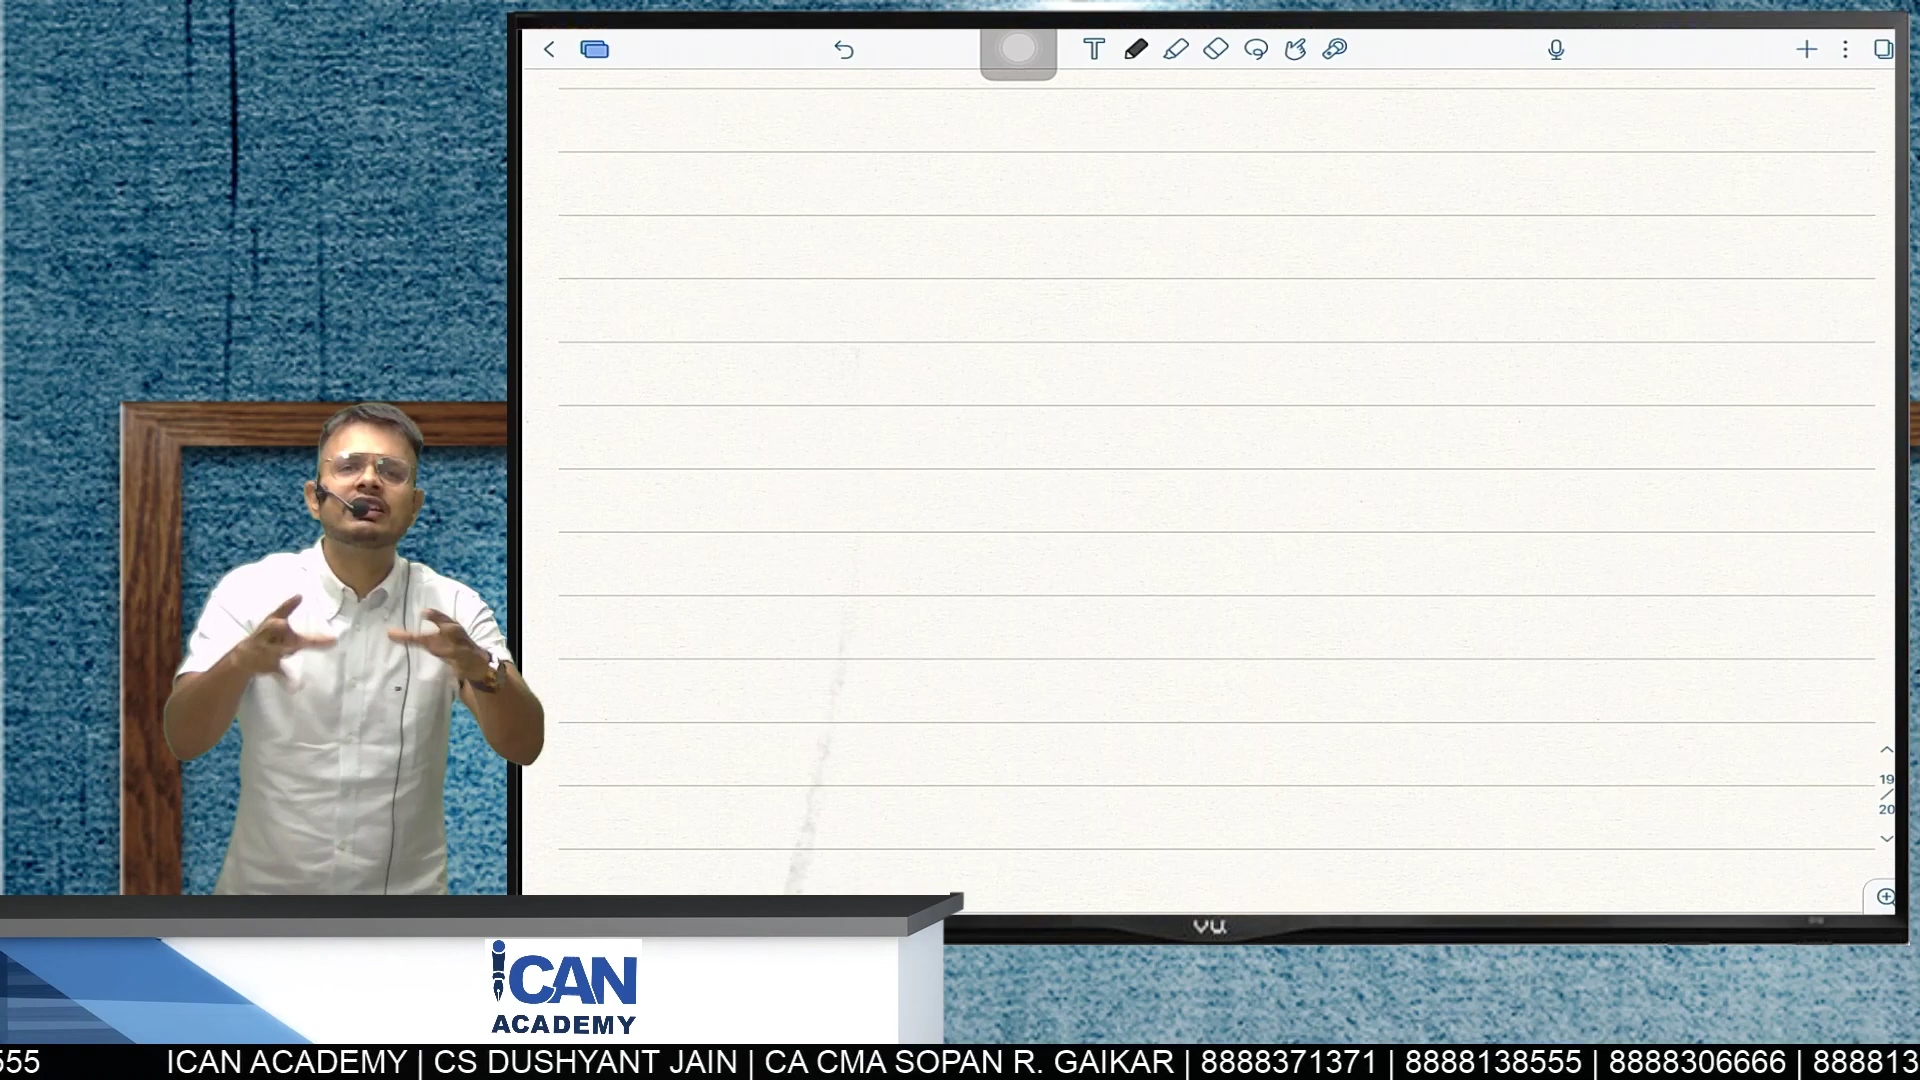 T
19
20
vu
iCAN
ACADEMY
555 ICAN ACADEMY | CS DUSHYANT JAIN | CA CMA SOPAN R. GAIKAR | 8888371371 | 8888138555 | 8888306666 | 888813